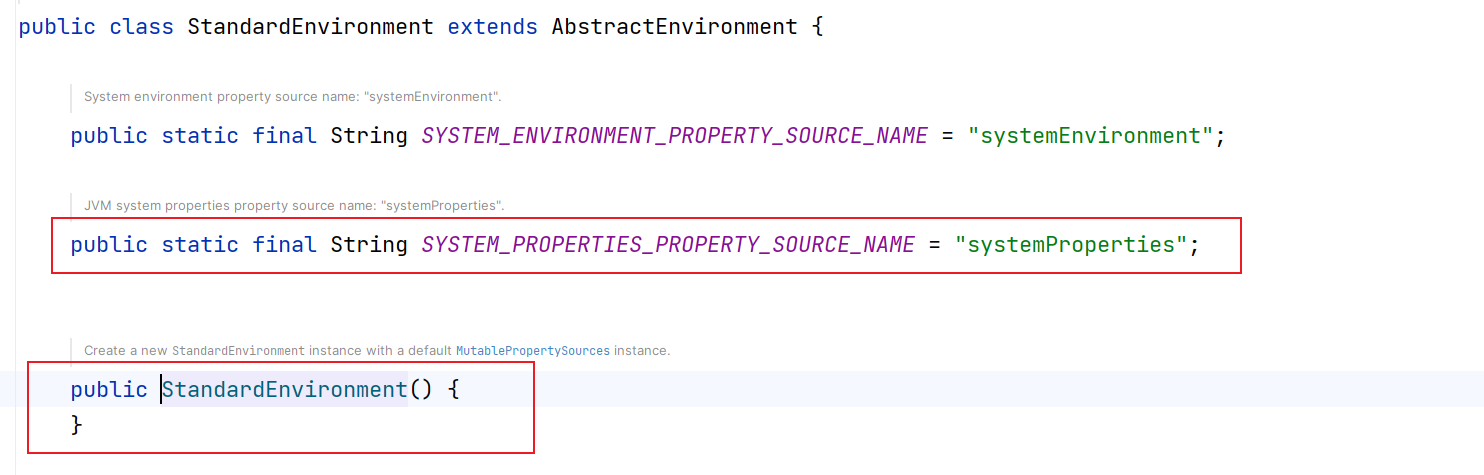 public class StandardEnvironment extends AbstractEnvironment {
System environment property source name: "systemEnvironment".
public static final String SYSTEM_ENVIRONMENT_PROPERTY_SOURCE_NAME = "systemEnvironment";
JVM system properties property source name: "systemProperties".
public static final String SYSTEM_PROPERTIES_PROPERTY_SOURCE_NAME = "systemProperties";
Create a new StandardEnvironment instance with a default MutablePropertySources instance.
public StandardEnvironment() {
}